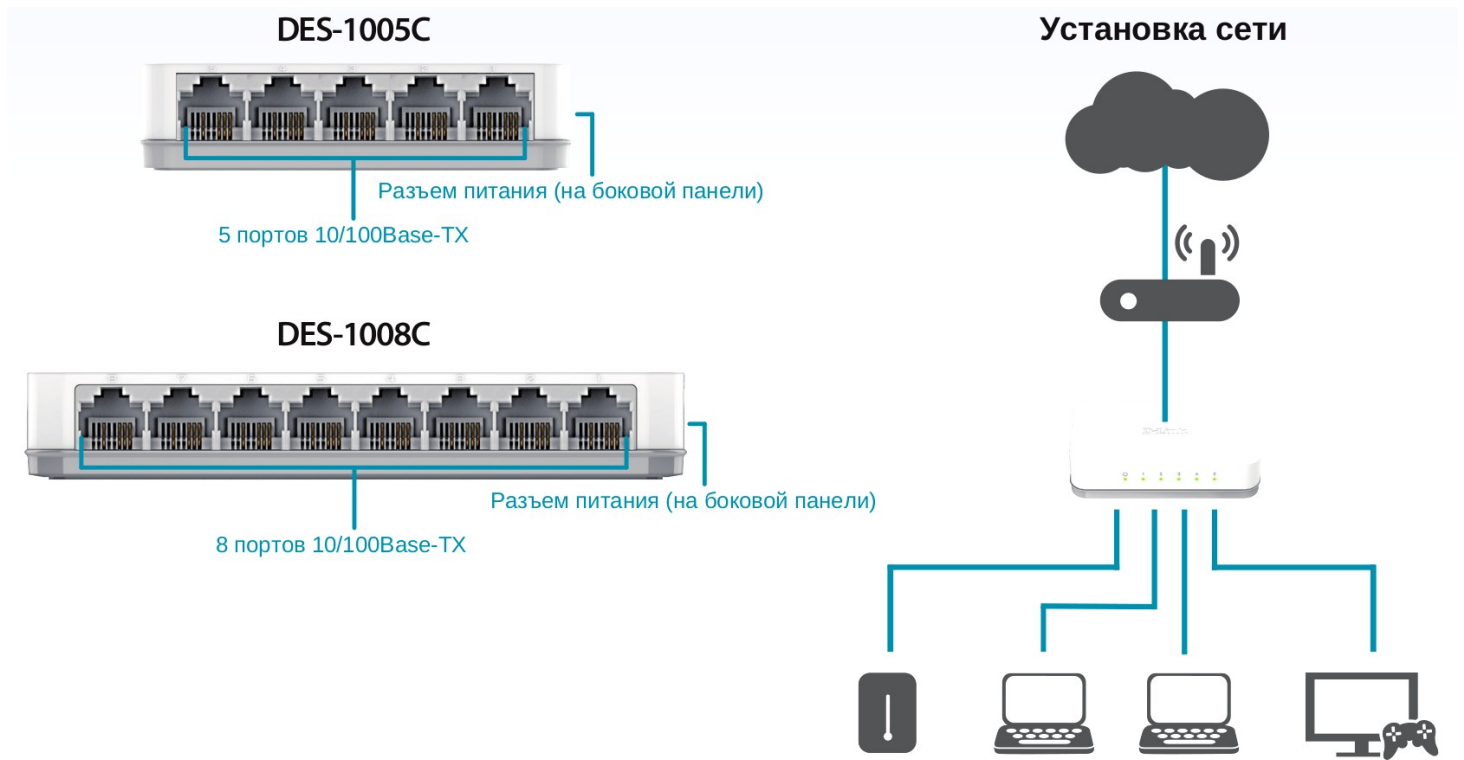 DES-1005C
Разъем питания (на боковой панели)
5 портов 10/100Base-TX
DES-1008C
Разъем питания (на боковой панели)
8 портов 10/100Base-TX
Установка сети